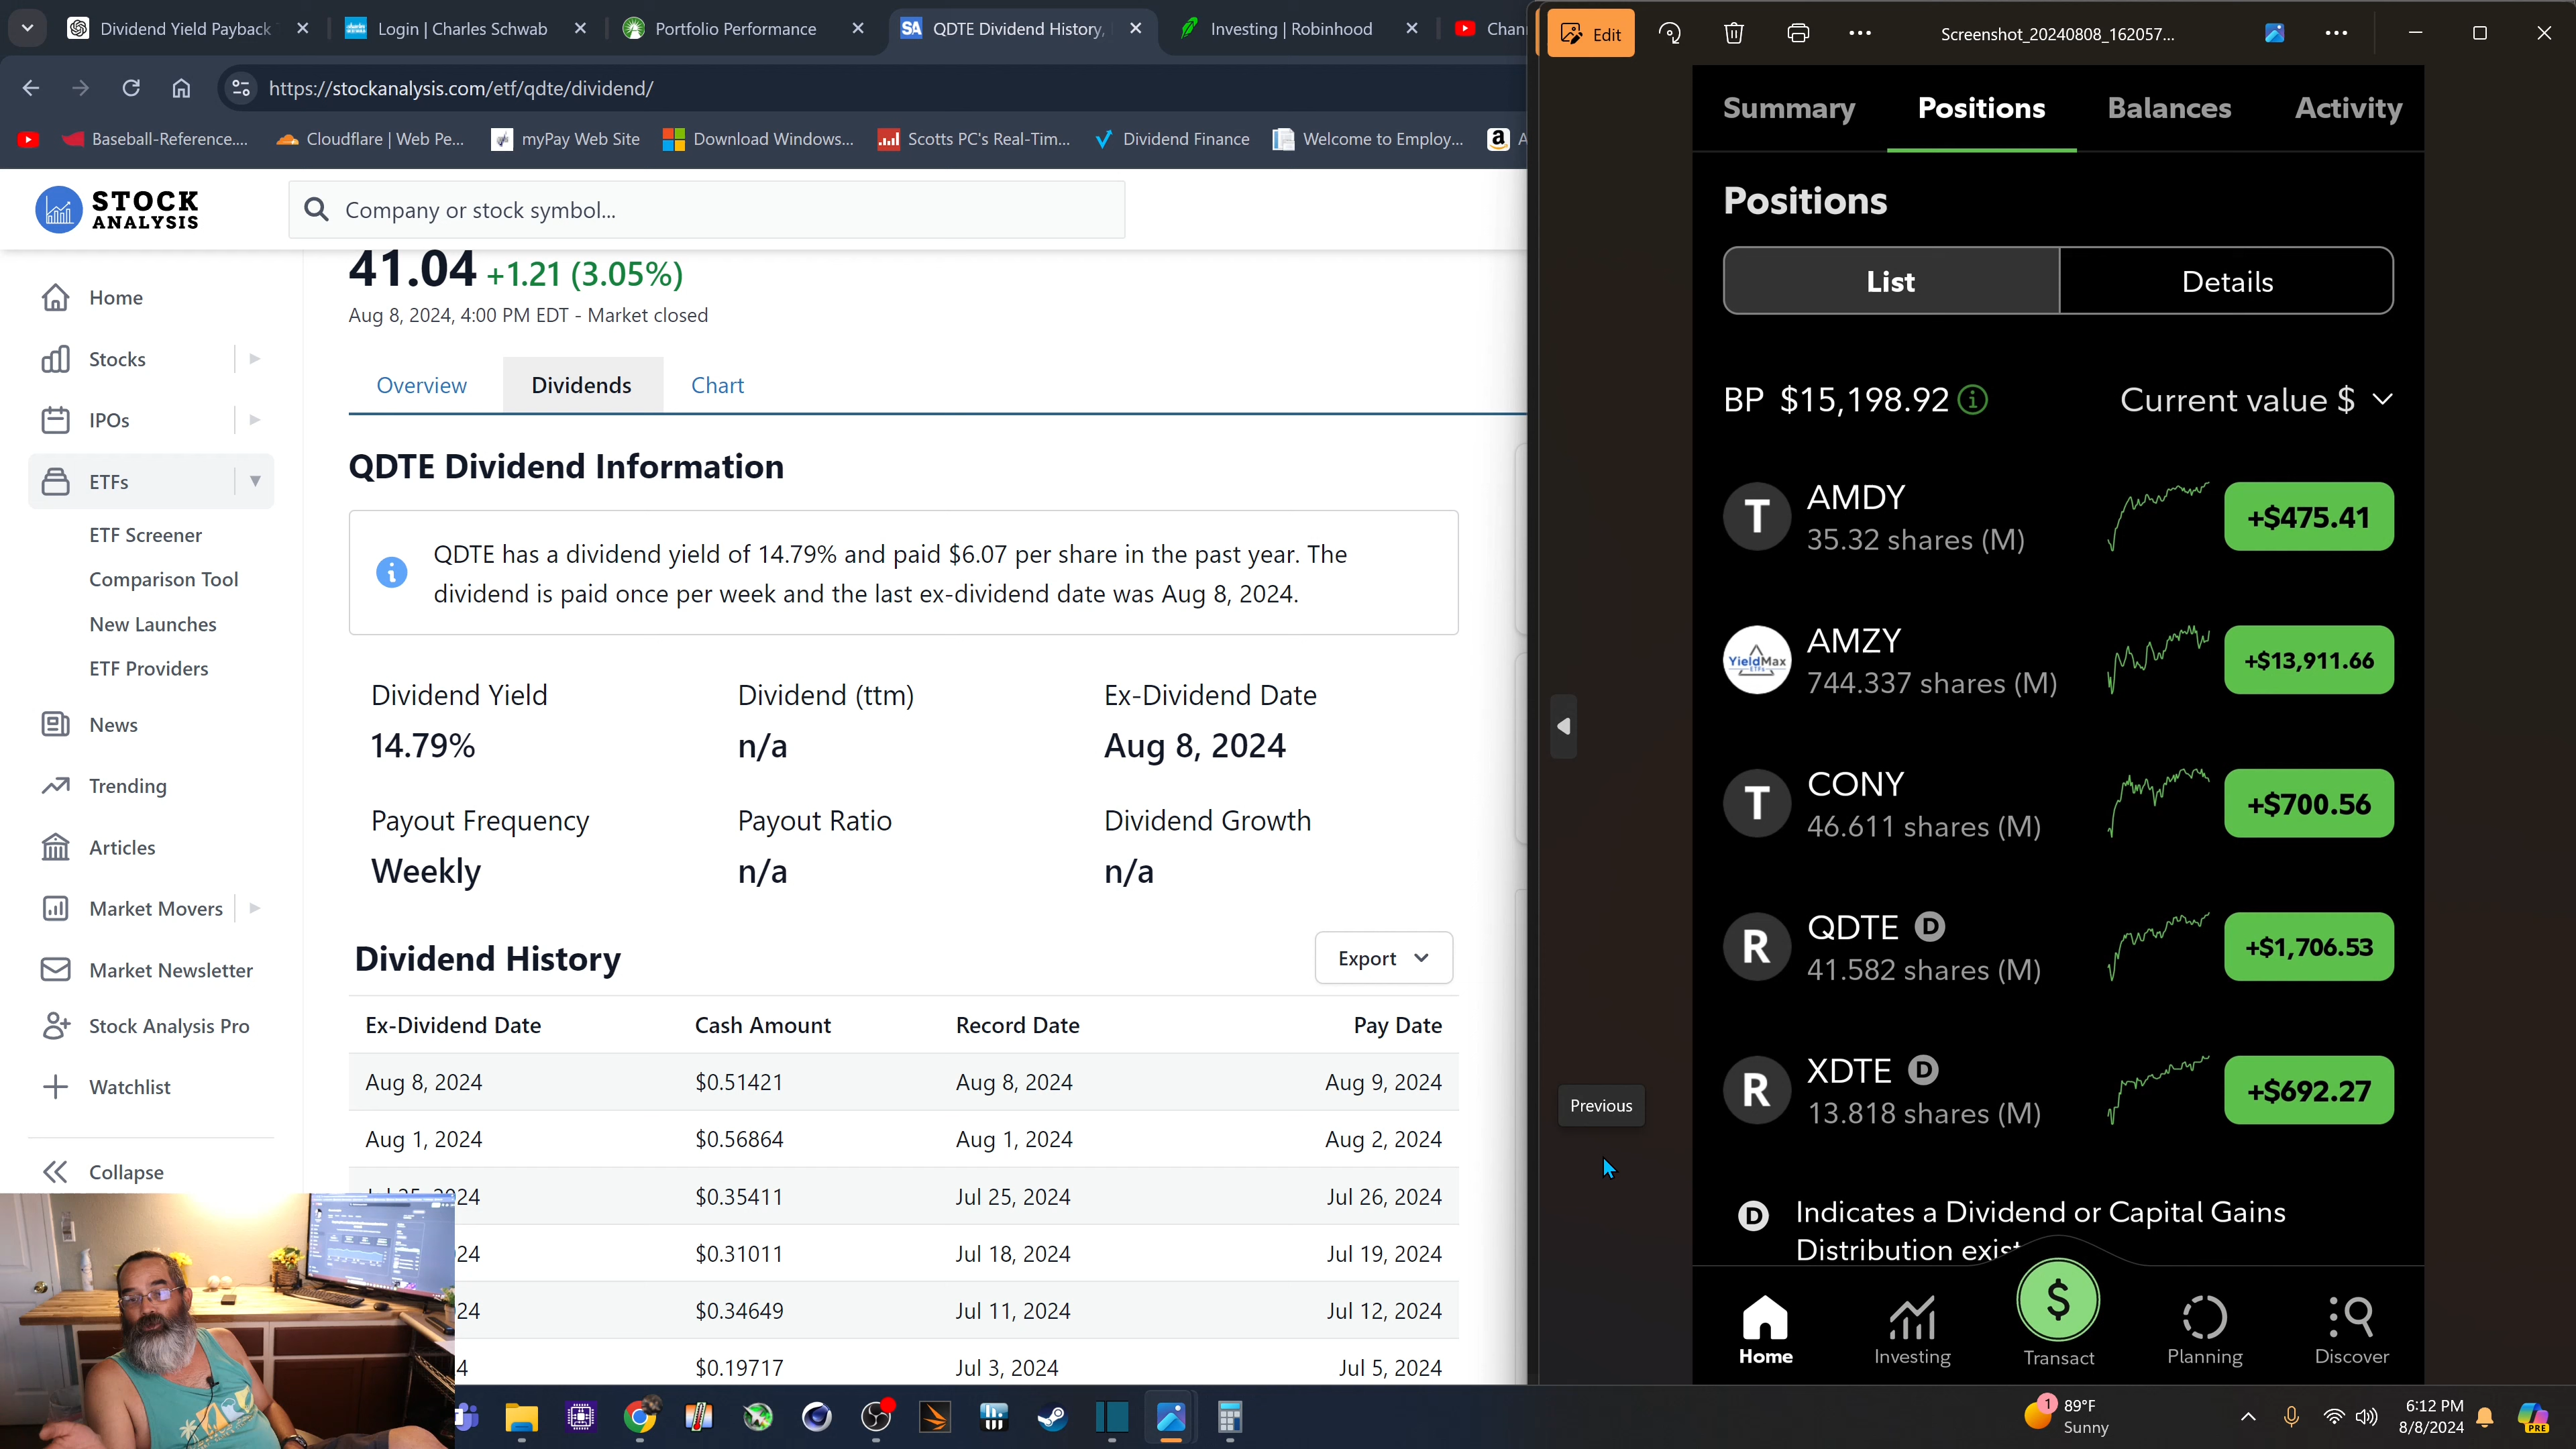 Dividend Yield Payback
Login | Charles Schwab
Portfolio Performance
SA
QDTE Dividend History,
Investing | Robinhood
Chan
https://stockanalysis.com/etf/qdte/dividend/
Baseball-Reference....
Cloudflare | Web Pe...
myPay Web Site
Download Windows...
Scotts PC's Real-Tim...
Dividend Finance
Welcome to Employ...
A
STOCK
ANALYSIS
Company or stock symbol...
Home
Stocks
IPOs
ETFs
ETF Screener
Comparison Tool
New Launches
ETF Providers
News
Trending
Articles
Market Movers
Market Newsletter
Stock Analysis Pro
Watchlist
Collapse
41.04 +1.21 (3.05%)
Aug 8, 2024, 4:00 PM EDT - Market closed
Overview
Dividends
Chart
QDTE Dividend Information
QDTE has a dividend yield of 14.79% and paid $6.07 per share in the past year. The
dividend is paid once per week and the last ex-dividend date was Aug 8, 2024.
Dividend Yield
14.79%
Dividend (ttm)
n/a
Ex-Dividend Date
Aug 8, 2024
Payout Frequency
Weekly
Payout Ratio
n/a
Dividend Growth
n/a
Dividend History
Export
Ex-Dividend Date Cash Amount Record Date Pay Date
Aug 8, 2024 $0.51421 Aug 8, 2024 Aug 9, 2024
Aug 1, 2024 $0.56864 Aug 1, 2024 Aug 2, 2024
24 $0.35411 Jul 25, 2024 Jul 26, 2024
24 $0.31011 Jul 18, 2024 Jul 19, 2024
24 $0.34649 Jul 11, 2024 Jul 12, 2024
4 $0.19717 Jul 3, 2024 Jul 5, 2024
Edit
Screenshot_20240808_162057...
Summary
Positions
Balances
Activity
Positions
List
Details
BP $15,198.92
Current value $
T
AMDY
35.32 shares (M)
+$475.41
YieldMax
ETFs
AMZY
744.337 shares (M)
+$13,911.66
T
CONY
46.611 shares (M)
+$700.56
R
QDTE D
41.582 shares (M)
+$1,706.53
R
XDTE D
13.818 shares (M)
+$692.27
Previous
D Indicates a Dividend or Capital Gains
Distribution exist
Home
Investing
$
Transact
Planning
Discover
1
89°F
Sunny
6:12 PM
8/8/2024
PRE